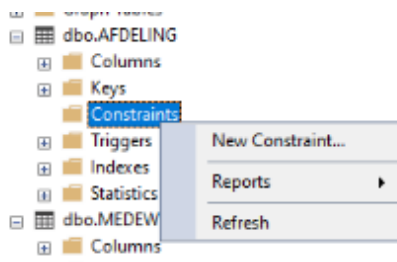 dbo.AFDELING
Columns
Keys
Constraints
Triggers
New Constraint...
Indexes
Reports
Statistics
dbo.MEDEW
Refresh
Columns